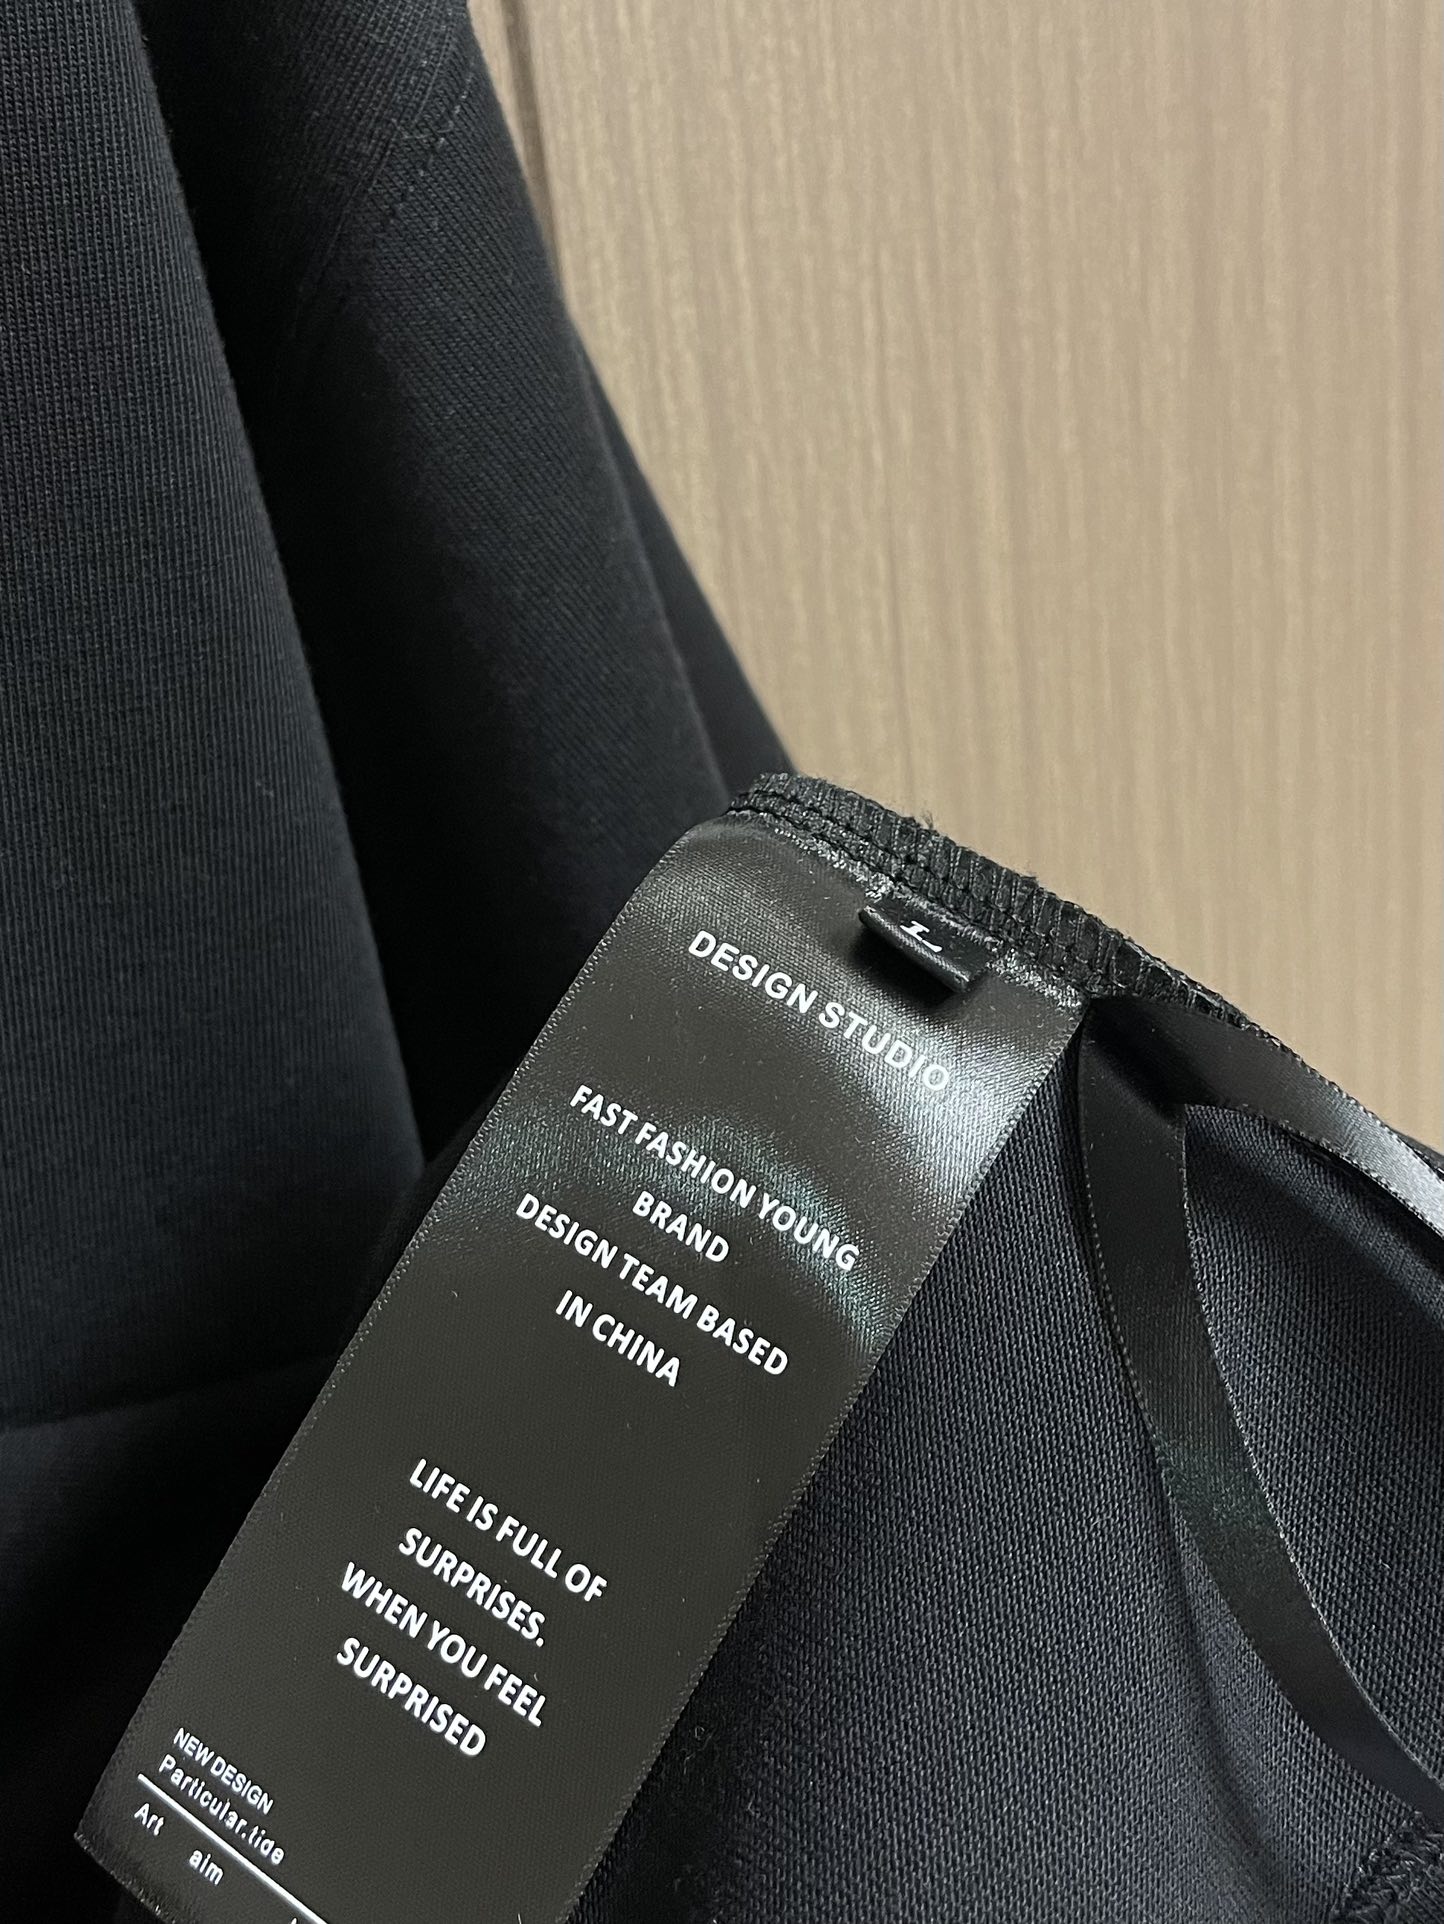 L
DESIGN STUDIO
FAST FASHION YOUNG
BRAND
DESIGN TEAM BASED
IN CHINA
LIFE IS FULL OF
SURPRISES.
WHEN YOU FEEL
SURPRISED
NEW DESIGN
Particular.tide
Art aim